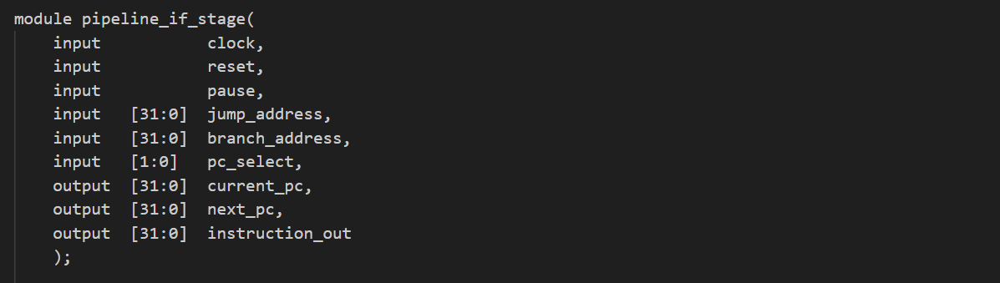 module pipeline_if_stage(
    input           clock,
    input           reset,
    input           pause,
    input   [31:0]  jump_address,
    input   [31:0]  branch_address,
    input   [1:0]   pc_select,
    output  [31:0]  current_pc,
    output  [31:0]  next_pc,
    output  [31:0]  instruction_out
    );